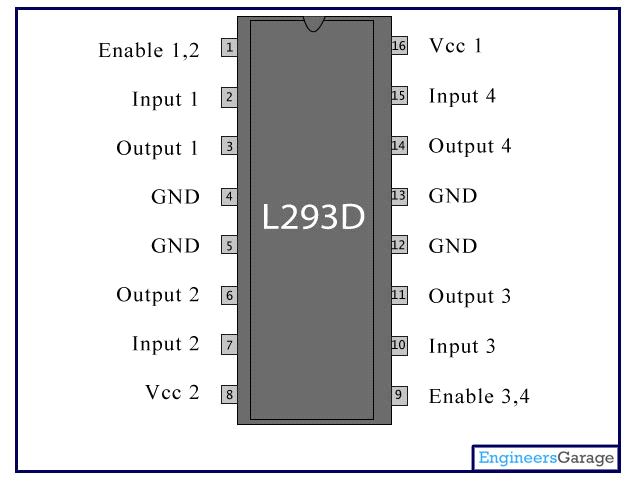 Enable 1,2 1 16 Vcc 1
Input 1 2 15 Input 4
Output 1 3 14 Output 4
GND 4 13 GND
L293D
GND 5 12 GND
Output 2 6 11 Output 3
Input 2 7 10 Input 3
Vcc 2 8 9 Enable 3,4
EngineersGarage